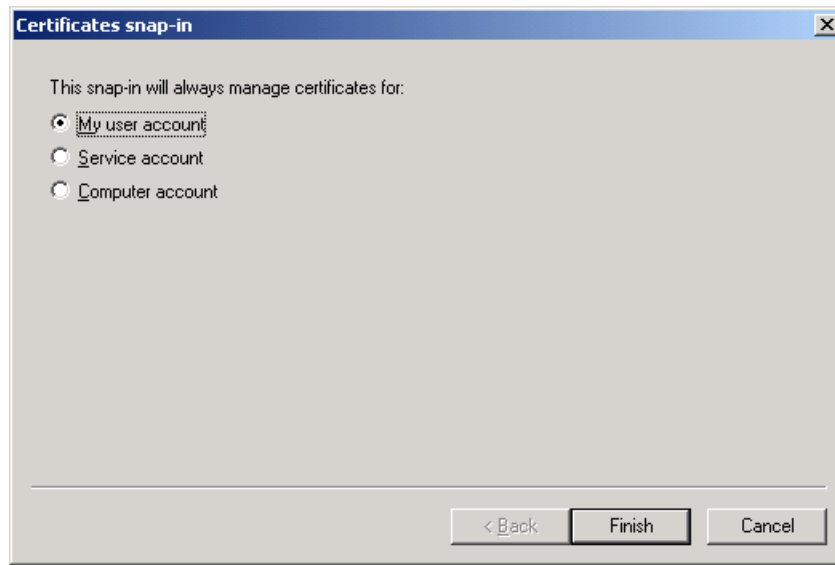 Certificates snap-in
This snap-in will always manage certificates for:
My user account
Service account
Computer account
< Back Finish Cancel